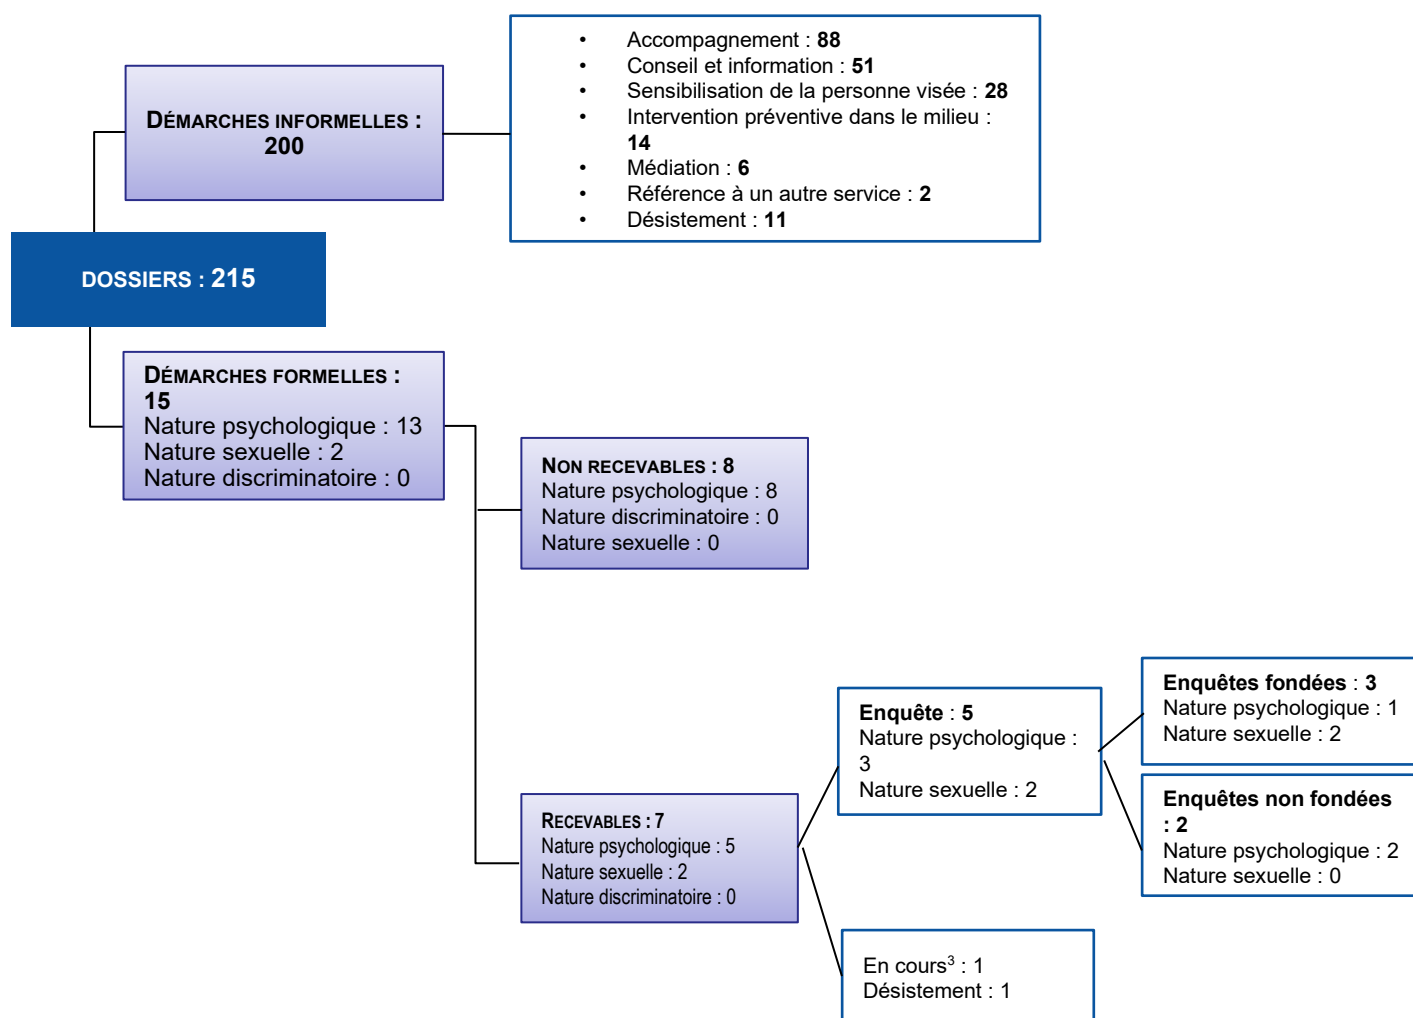 • Accompagnement : 88
• Conseil et information : 51
• Sensibilisation de la personne visée : 28
• Intervention préventive dans le milieu :
14
• Médiation : 6
• Référence à un autre service : 2
• Désistement : 11
DÉMARCHES INFORMELLES :
200
DOSSIERS : 215
DÉMARCHES FORMELLES :
15
Nature psychologique : 13
Nature sexuelle : 2
Nature discriminatoire : 0
NON RECEVABLES : 8
Nature psychologique : 8
Nature discriminatoire : 0
Nature sexuelle : 0
RECEVABLES : 7
Nature psychologique : 5
Nature sexuelle : 2
Nature discriminatoire : 0
Enquête : 5
Nature psychologique :
3
Nature sexuelle : 2
Enquêtes fondées : 3
Nature psychologique : 1
Nature sexuelle : 2
Enquêtes non fondées
: 2
Nature psychologique : 2
Nature sexuelle : 0
En cours³ : 1
Désistement : 1